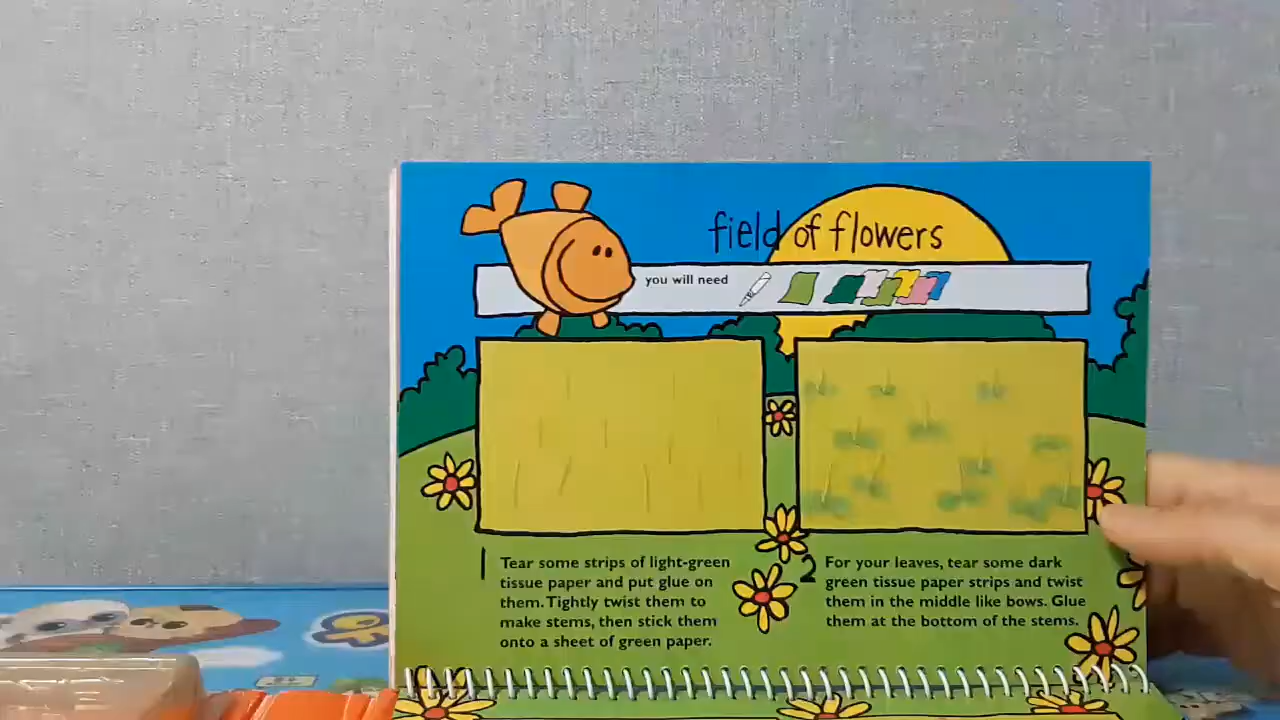 field of flowers
you will need
1 Tear some strips of light-green
tissue paper and put glue on
them. Tightly twist them to
make stems, then stick them
onto a sheet of green paper.
2 For your leaves, tear some dark
green tissue paper strips and twist
them in the middle like bows. Glue
them at the bottom of the stems.